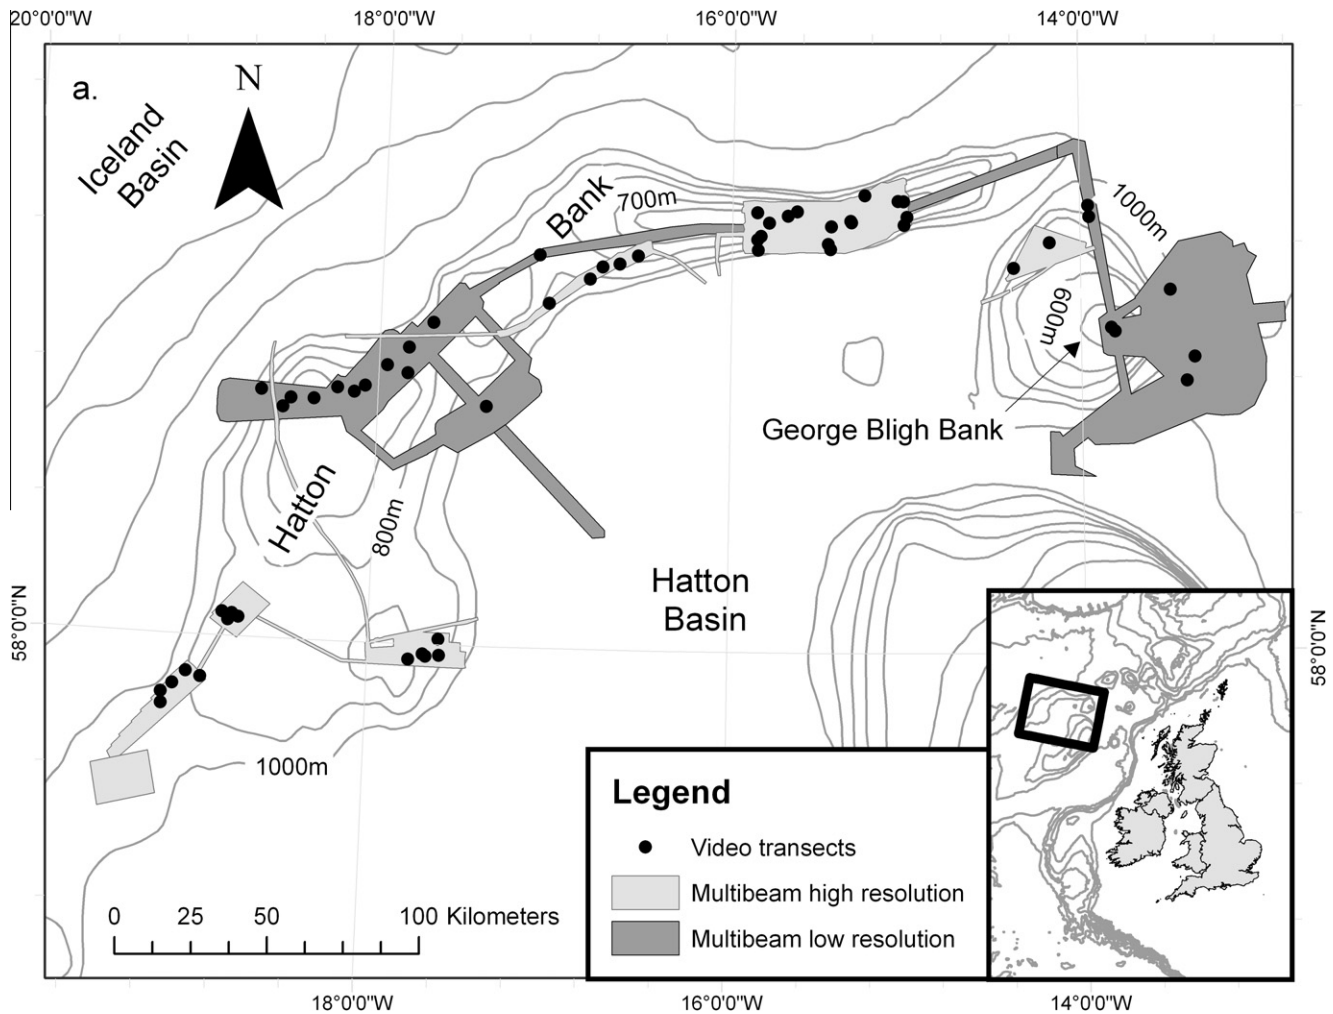 20°0'0"W
18°0'0"W
16°0'0"W
14°0'0"W
a.
N
Iceland
Basin
Bank
700m
1000m
600m
George Bligh Bank
Hatton
800m
Hatton
Basin
58°0'0"N
58°0'0"N
1000m
Legend
Video transects
Multibeam high resolution
Multibeam low resolution
0 25 50 100 Kilometers
18°0'0"W
16°0'0"W
14°0'0"W